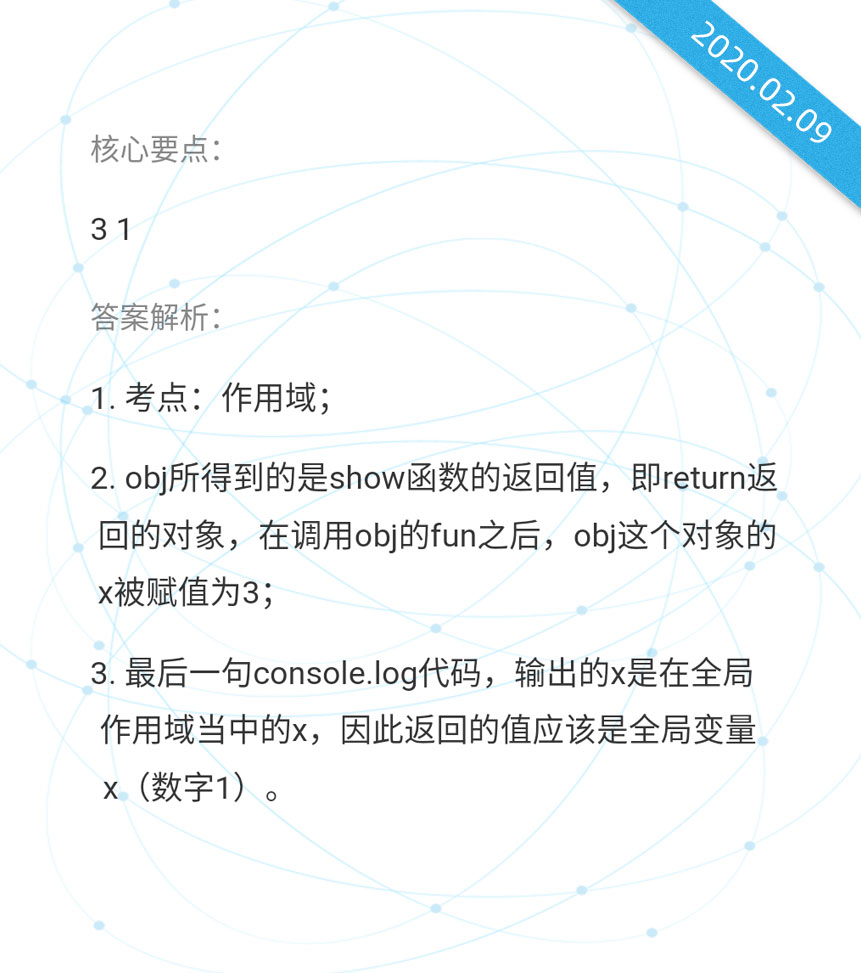 2020.02.09
核心要点：
3 1
答案解析：
1. 考点：作用域；
2. obj所得到的是show函数的返回值，即return返
回的对象，在调用obj的fun之后，obj这个对象的
x被赋值为3；
3. 最后一句console.log代码，输出的x是在全局
作用域当中的x，因此返回的值应该是全局变量
x（数字1）。